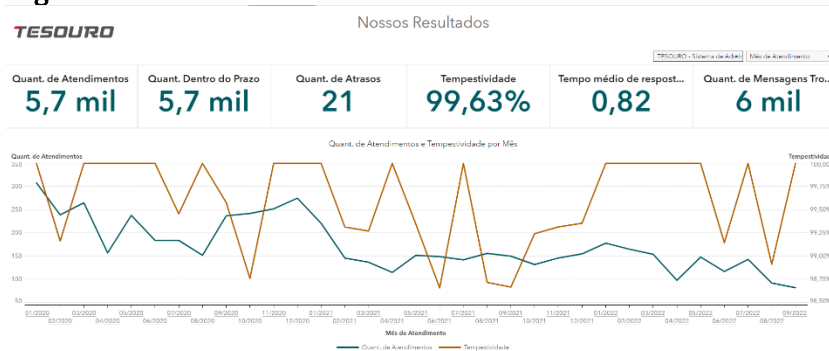 TESOURO
Nossos Resultados
TESOURO - Sistema de Admin
Mês de Atendimento
Quant. de Atendimentos
5,7 mil
Quant. Dentro do Prazo
5,7 mil
Quant. de Atrasos
21
Tempestividade
99,63%
Tempo médio de respost...
0,82
Quant. de Mensagens Tro...
6 mil
Quant. de Atendimentos e Tempestividade por Mês
Quant. de Atendimentos
Tempestividad
350
300
250
200
150
100
50
100,00
99,75%
99,50%
99,25%
99,00%
98,75%
98,50%
01/2020 03/2020 05/2020 07/2020 09/2020 11/2020 01/2021 03/2021 05/2021 07/2021 09/2021 11/2021 01/2022 03/2022 05/2022 07/2022 09/2022
02/2020 04/2020 06/2020 08/2020 10/2020 12/2020 02/2021 04/2021 06/2021 08/2021 10/2021 12/2021 02/2022 04/2022 06/2022 08/2022
Mês de Atendimento
Quant. de Atendimentos Tempestividade